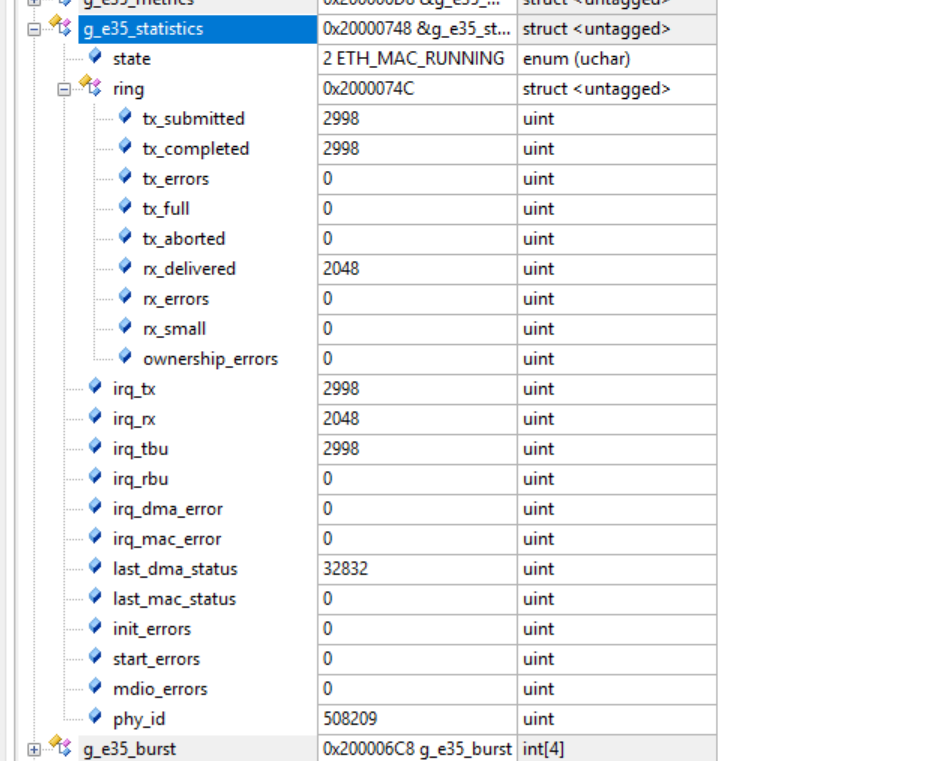 g_e35_statistics 0x20000748 &g_e35_st... struct <untagged>
state 2 ETH_MAC_RUNNING enum (uchar)
ring 0x2000074C struct <untagged>
tx_submitted 2998 uint
tx_completed 2998 uint
tx_errors 0 uint
tx_full 0 uint
tx_aborted 0 uint
rx_delivered 2048 uint
rx_errors 0 uint
rx_small 0 uint
ownership_errors 0 uint
irq_tx 2998 uint
irq_rx 2048 uint
irq_tbu 2998 uint
irq_rbu 0 uint
irq_dma_error 0 uint
irq_mac_error 0 uint
last_dma_status 32832 uint
last_mac_status 0 uint
init_errors 0 uint
start_errors 0 uint
mdio_errors 0 uint
phy_id 508209 uint
g_e35_burst 0x200006C8 g_e35_burst int[4]